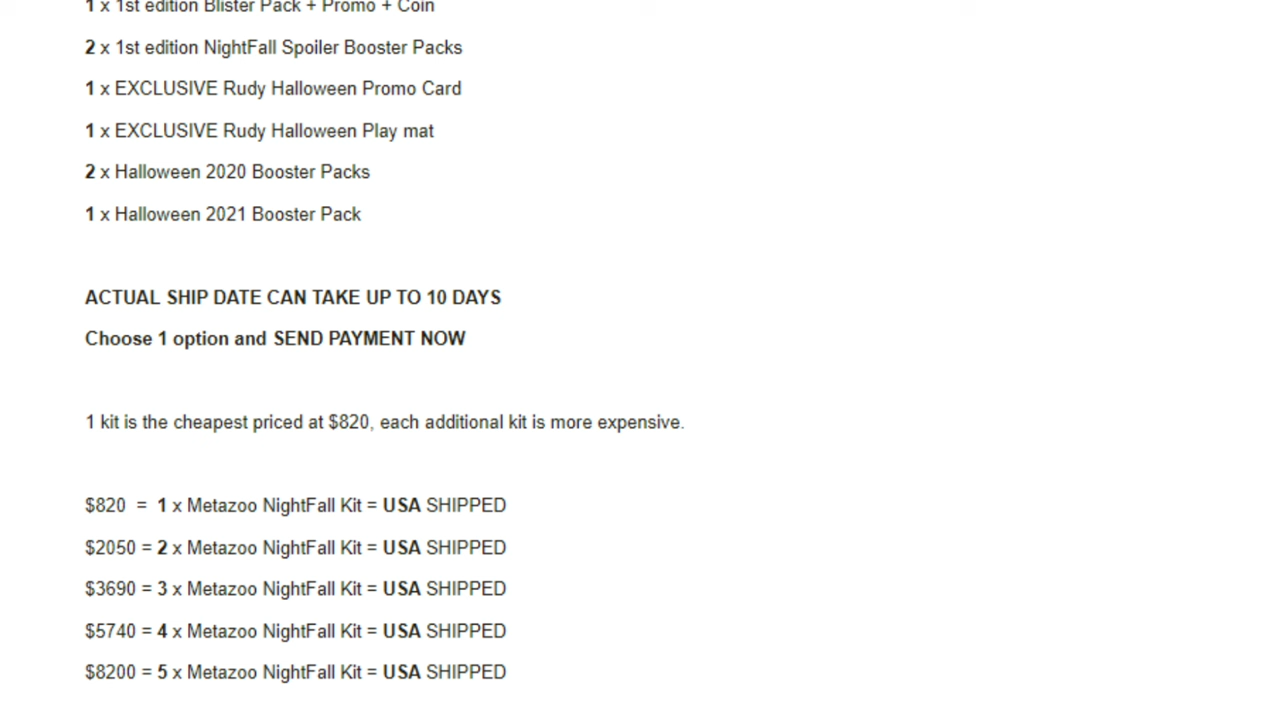 1 x 1st edition Blister Pack + Promo + Coin
2 x 1st edition NightFall Spoiler Booster Packs
1 x EXCLUSIVE Rudy Halloween Promo Card
1 x EXCLUSIVE Rudy Halloween Play mat
2 x Halloween 2020 Booster Packs
1 x Halloween 2021 Booster Pack
ACTUAL SHIP DATE CAN TAKE UP TO 10 DAYS
Choose 1 option and SEND PAYMENT NOW
1 kit is the cheapest priced at $820, each additional kit is more expensive.
$820 = 1 x Metazoo NightFall Kit = USA SHIPPED
$2050 = 2 x Metazoo NightFall Kit = USA SHIPPED
$3690 = 3 x Metazoo NightFall Kit = USA SHIPPED
$5740 = 4 x Metazoo NightFall Kit = USA SHIPPED
$8200 = 5 x Metazoo NightFall Kit = USA SHIPPED